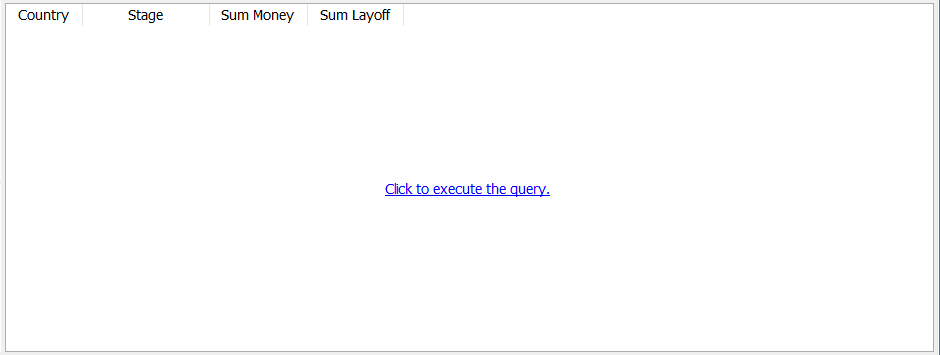 Country Stage Sum Money Sum Layoff
Click to execute the query.